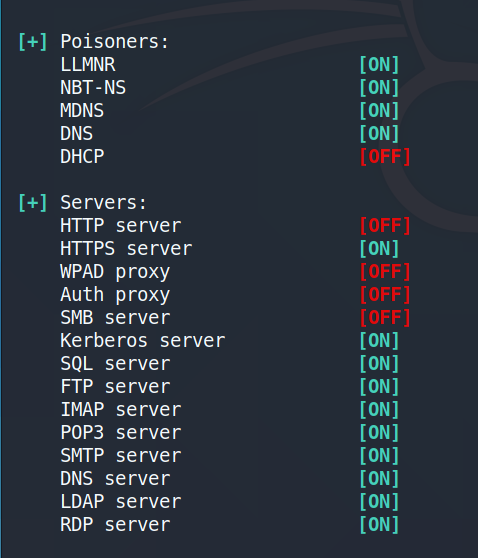 [+] Poisoners:
LLMNR [ON]
NBT-NS [ON]
MDNS [ON]
DNS [ON]
DHCP [OFF]
[+] Servers:
HTTP server [OFF]
HTTPS server [ON]
WPAD proxy [OFF]
Auth proxy [OFF]
SMB server [OFF]
Kerberos server [ON]
SQL server [ON]
FTP server [ON]
IMAP server [ON]
POP3 server [ON]
SMTP server [ON]
DNS server [ON]
LDAP server [ON]
RDP server [ON]